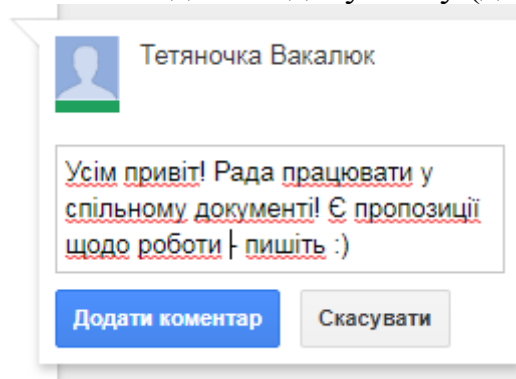 Тетяночка Вакалюк
Усім привіт! Рада працювати у
спільному документі! Є пропозиції
щодо роботи - пишіть :)
Додати коментар
Скасувати